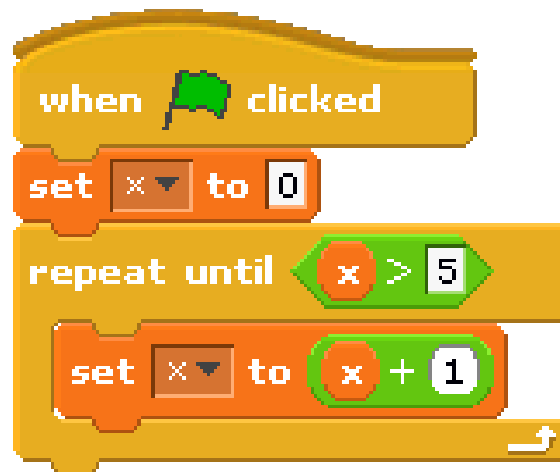 when clicked
set x to 0
repeat until x > 5
set x to x + 1